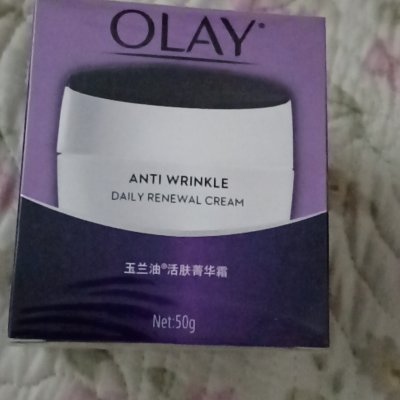 OLAY®
ANTI WRINKLE
DAILY RENEWAL CREAM
玉兰油®活肤菁华霜
Net:50g